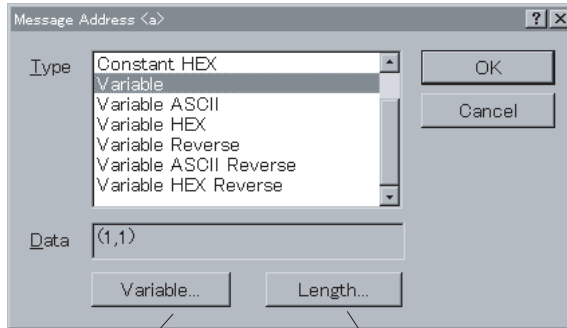 Message Address <a>
? ×
Type
Constant HEX
Variable
Variable ASCII
Variable HEX
Variable Reverse
Variable ASCII Reverse
Variable HEX Reverse
OK
Cancel
Data
(1,1)
Variable...
Length...